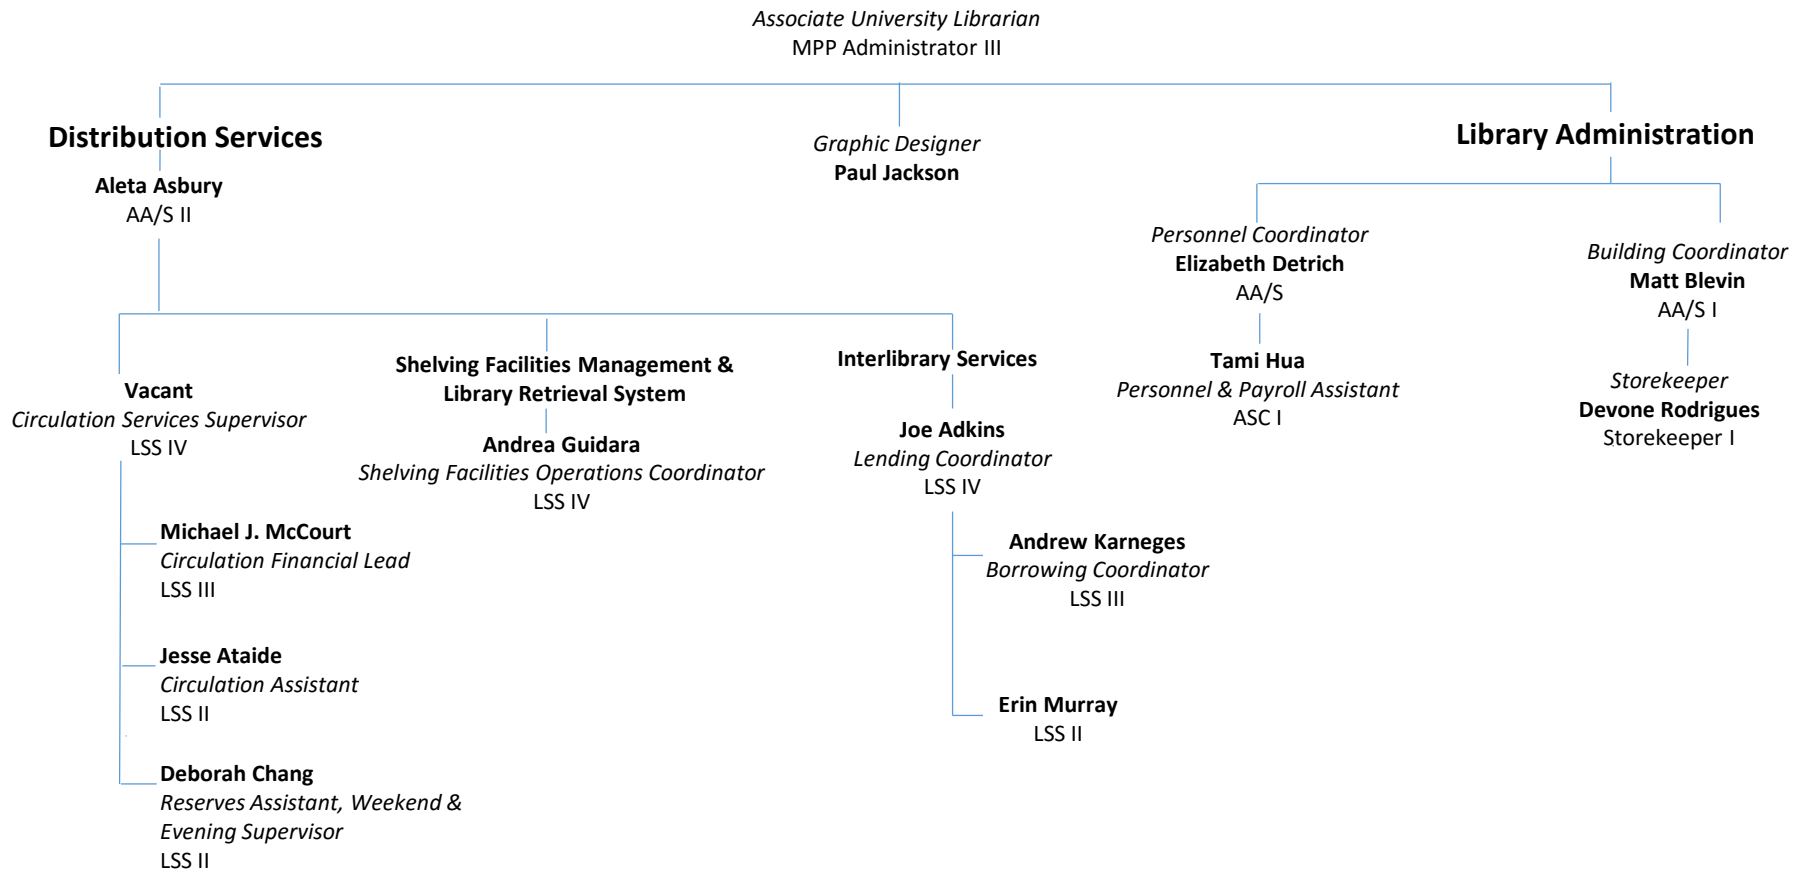 Associate University Librarian
MPP Administrator III
Distribution Services
Aleta Asbury
AA/S II
Graphic Designer
Paul Jackson
Library Administration
Personnel Coordinator
Elizabeth Detrich
AA/S
Building Coordinator
Matt Blevin
AA/S I
Vacant
Circulation Services Supervisor
LSS IV
Shelving Facilities Management &
Library Retrieval System
Andrea Guidara
Shelving Facilities Operations Coordinator
LSS IV
Interlibrary Services
Joe Adkins
Lending Coordinator
LSS IV
Tami Hua
Personnel & Payroll Assistant
ASC I
Storekeeper
Devone Rodrigues
Storekeeper I
Michael J. McCourt
Circulation Financial Lead
LSS III
Jesse Ataide
Circulation Assistant
LSS II
Deborah Chang
Reserves Assistant, Weekend &
Evening Supervisor
LSS II
Andrew Karneges
Borrowing Coordinator
LSS III
Erin Murray
LSS II